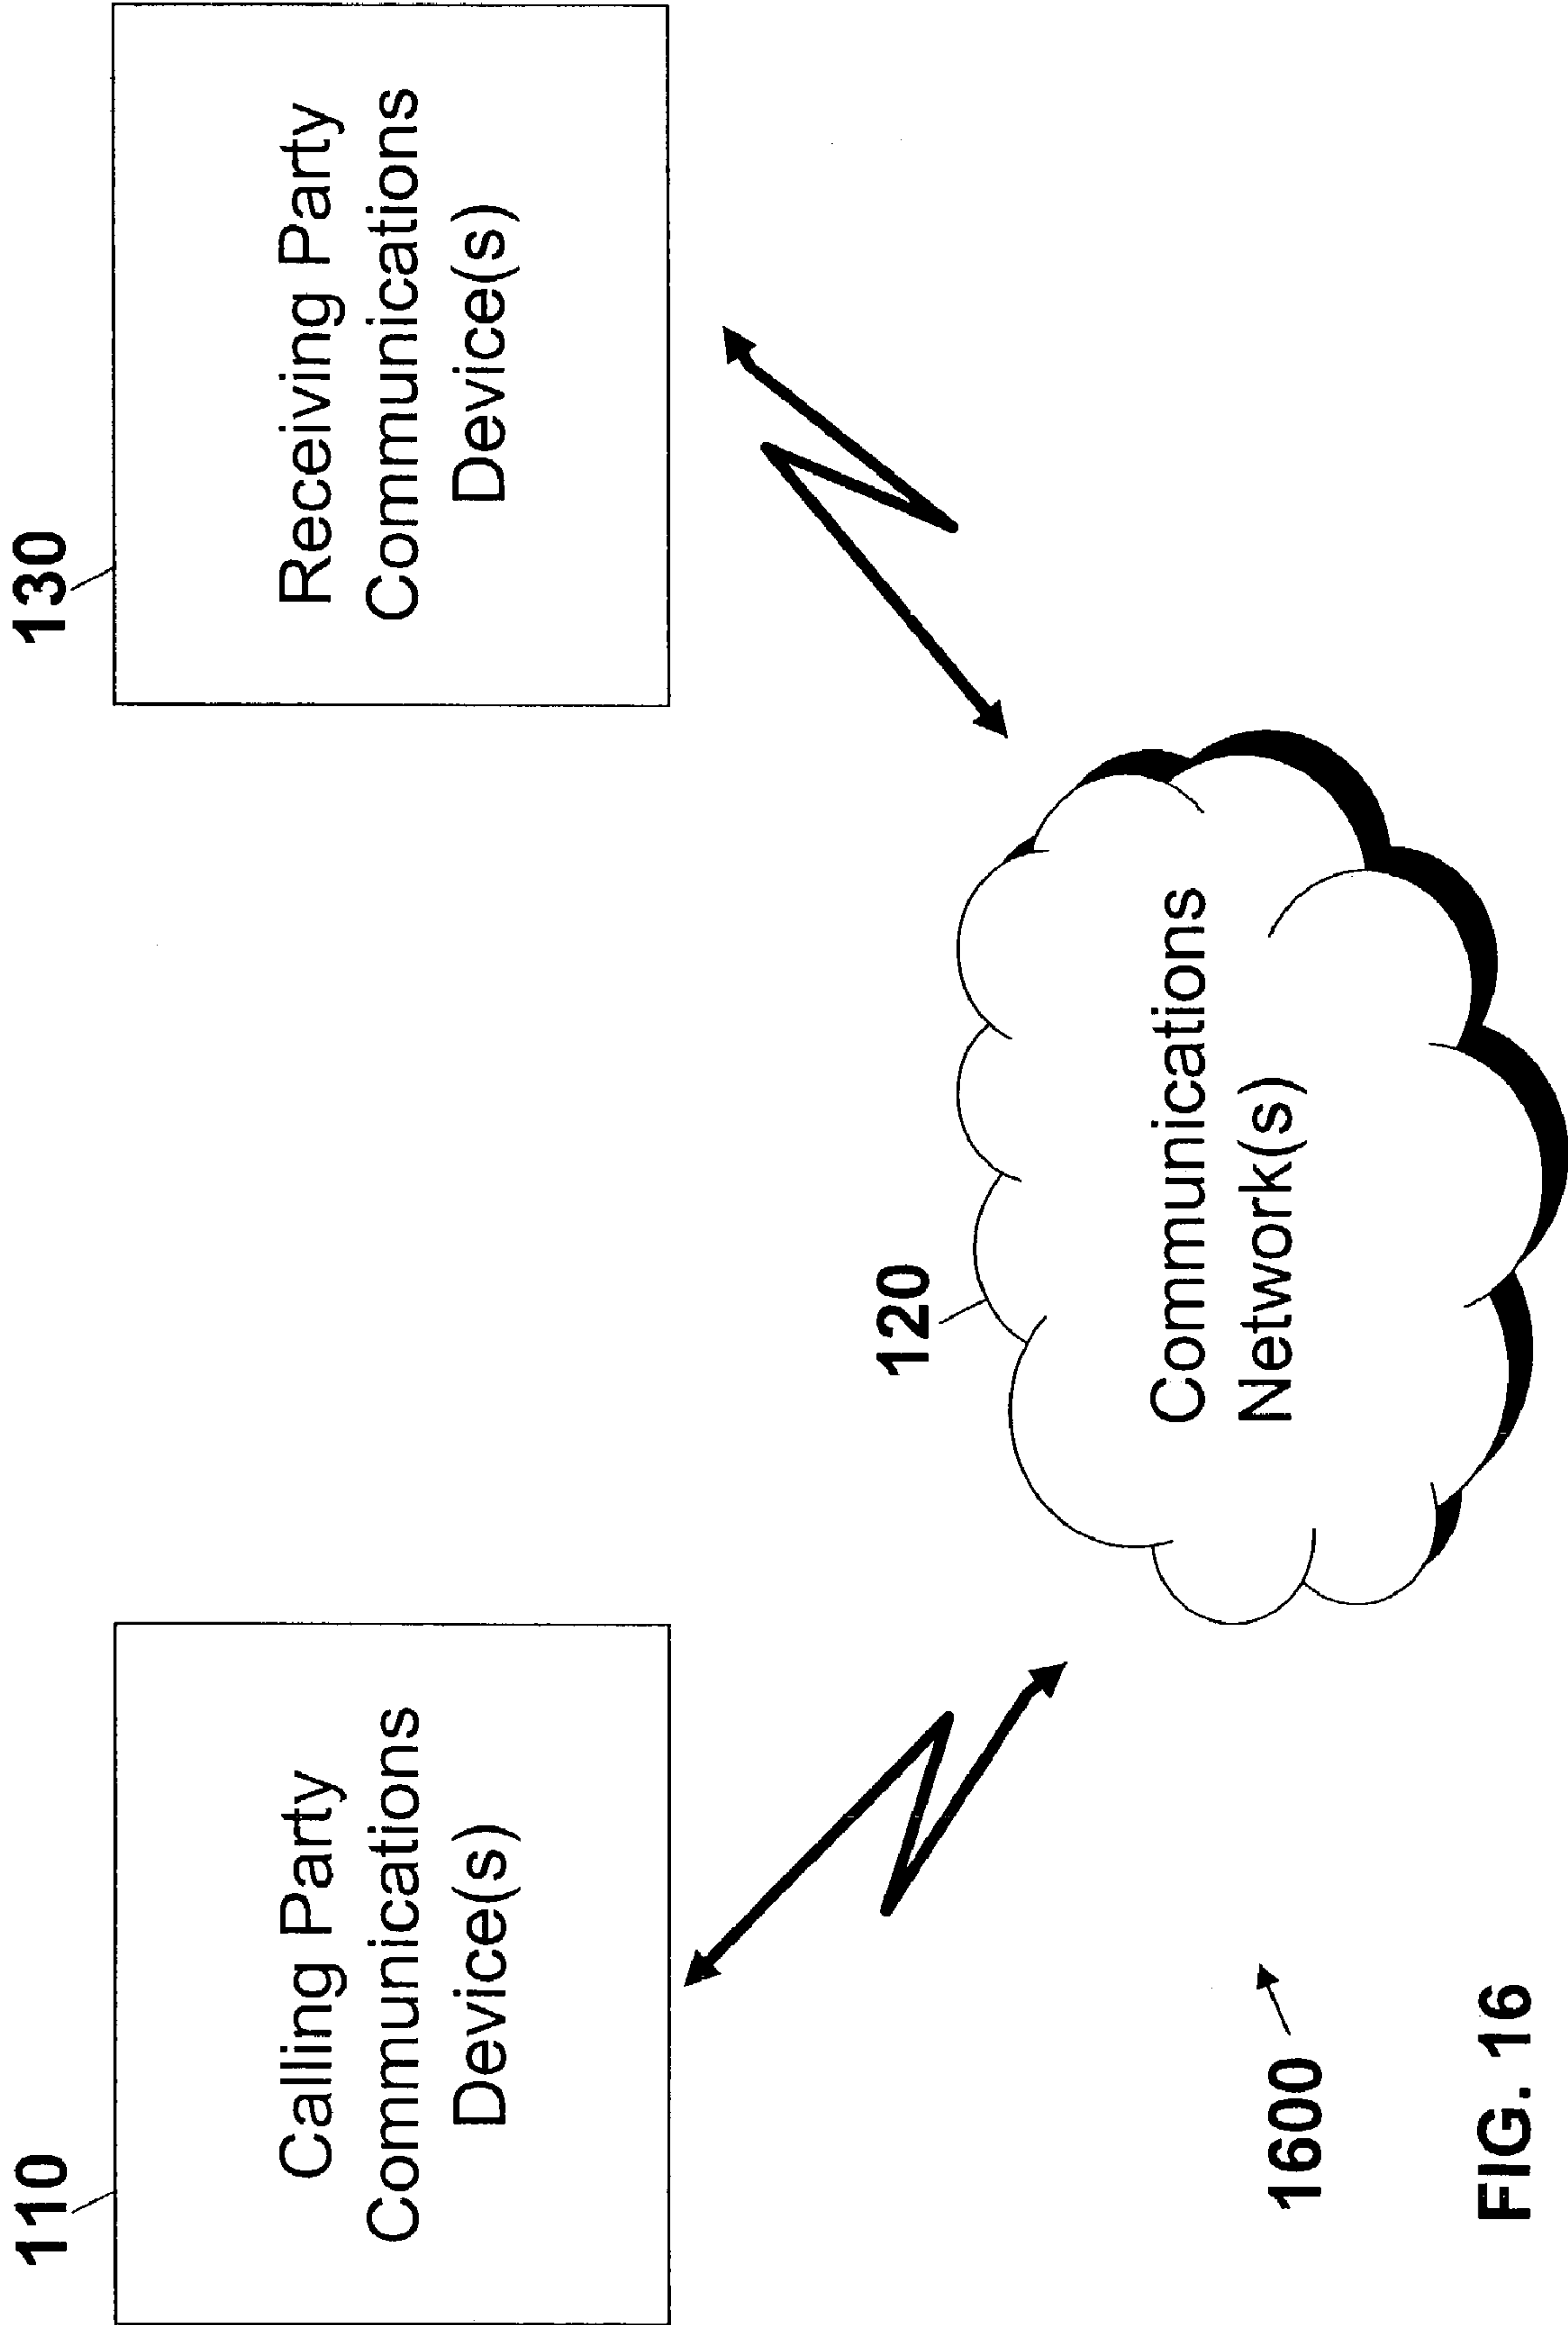 110
Calling Party
Communications
Device(s)
130
Receiving Party
Communications
Device(s)
120
Communications
Network(s)
1600
FIG. 16